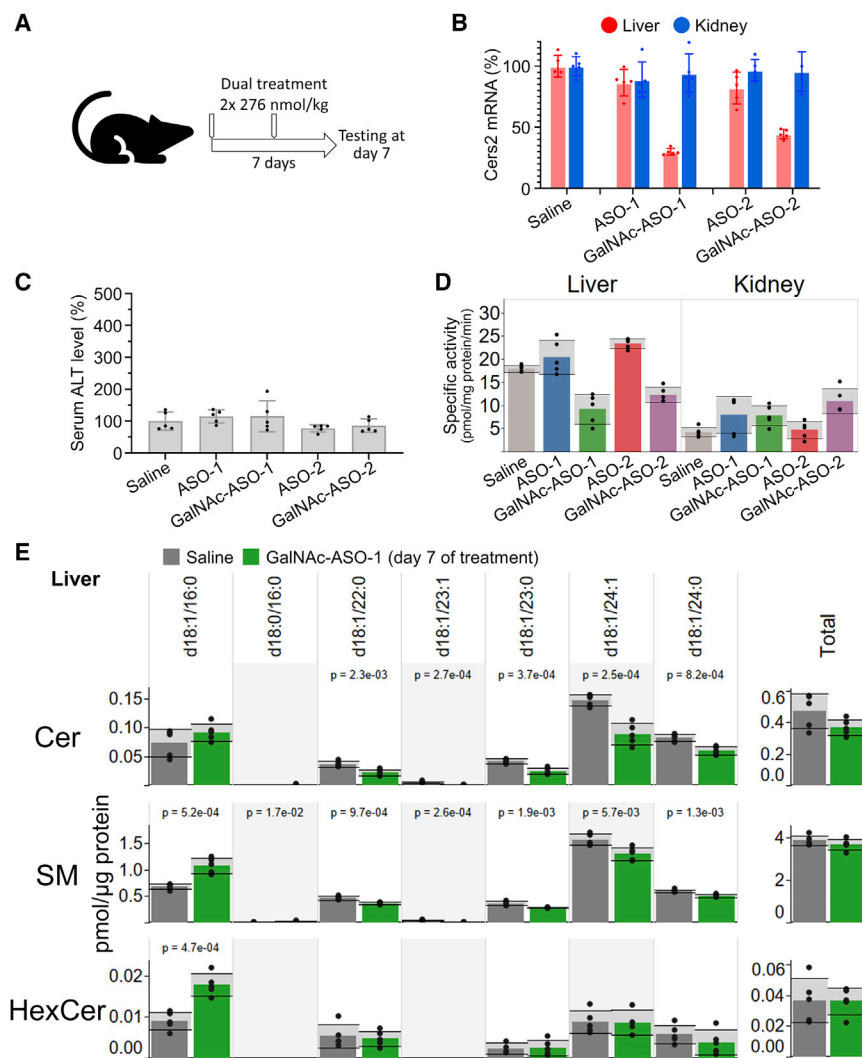 A
Dual treatment
2x 276 nmol/kg
Testing at
day 7
7 days
B
Liver Kidney
Cers2 mRNA (%)
100
50
0
Saline
ASO-1
GalNAc-ASO-1
ASO-2
GalNAc-ASO-2
C
Serum ALT level (%)
500
400
300
200
100
0
Saline
ASO-1
GalNAc-ASO-1
ASO-2
GalNAc-ASO-2
D
Liver Kidney
Specific activity
(pmol/mg protein/min)
30
25
20
15
10
5
0
Saline
ASO-1
GalNAc-ASO-1
ASO-2
GalNAc-ASO-2
Saline
ASO-1
GalNAc-ASO-1
ASO-2
GalNAc-ASO-2
E
Saline GalNAc-ASO-1 (day 7 of treatment)
Liver
d18:1/16:0
d18:0/16:0
d18:1/22:0
d18:1/23:1
d18:1/23:0
d18:1/24:1
d18:1/24:0
Total
p = 2.3e-03 p = 2.7e-04 p = 3.7e-04 p = 2.5e-04 p = 8.2e-04
Cer
0.15
0.10
0.05
0.6
0.4
0.2
0.0
p = 5.2e-04 p = 1.7e-02 p = 9.7e-04 p = 2.6e-04 p = 1.9e-03 p = 5.7e-03 p = 1.3e-03
SM
pmol/µg protein
1.5
1.0
0.5
4
2
0
p = 4.7e-04
HexCer
0.02
0.01
0.00
0.06
0.04
0.02
0.00